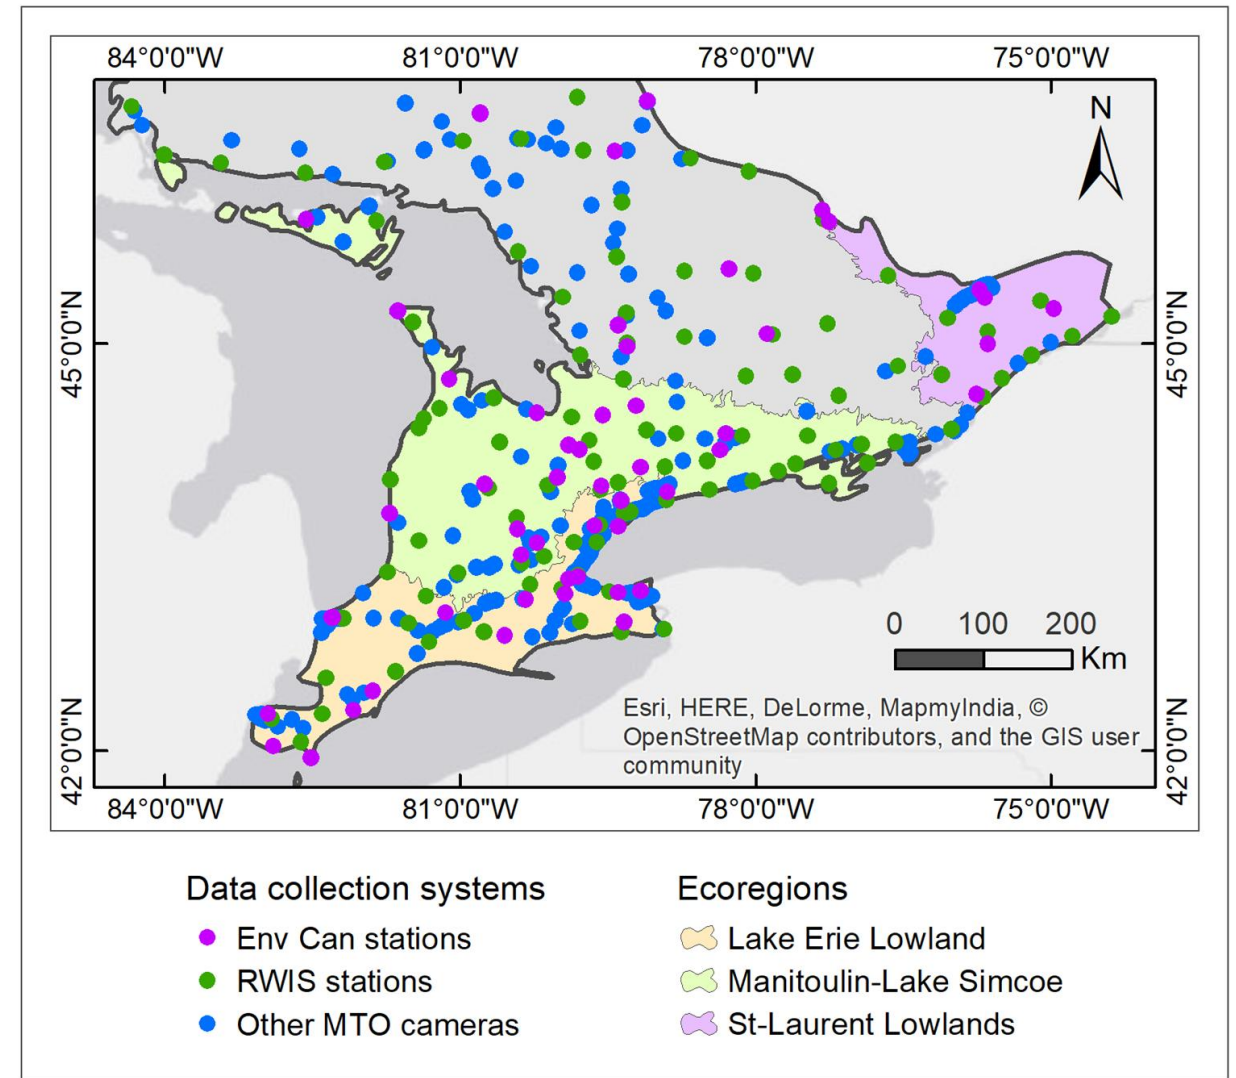 84°0'0"W 81°0'0"W 78°0'0"W 75°0'0"W
N
45°0'0"N 45°0'0"N
0 100 200
Km
Esri, HERE, DeLorme, MapmyIndia, ©
OpenStreetMap contributors, and the GIS user
community
42°0'0"N 42°0'0"N
84°0'0"W 81°0'0"W 78°0'0"W 75°0'0"W
Data collection systems
Env Can stations
RWIS stations
Other MTO cameras
Ecoregions
Lake Erie Lowland
Manitoulin-Lake Simcoe
St-Laurent Lowlands